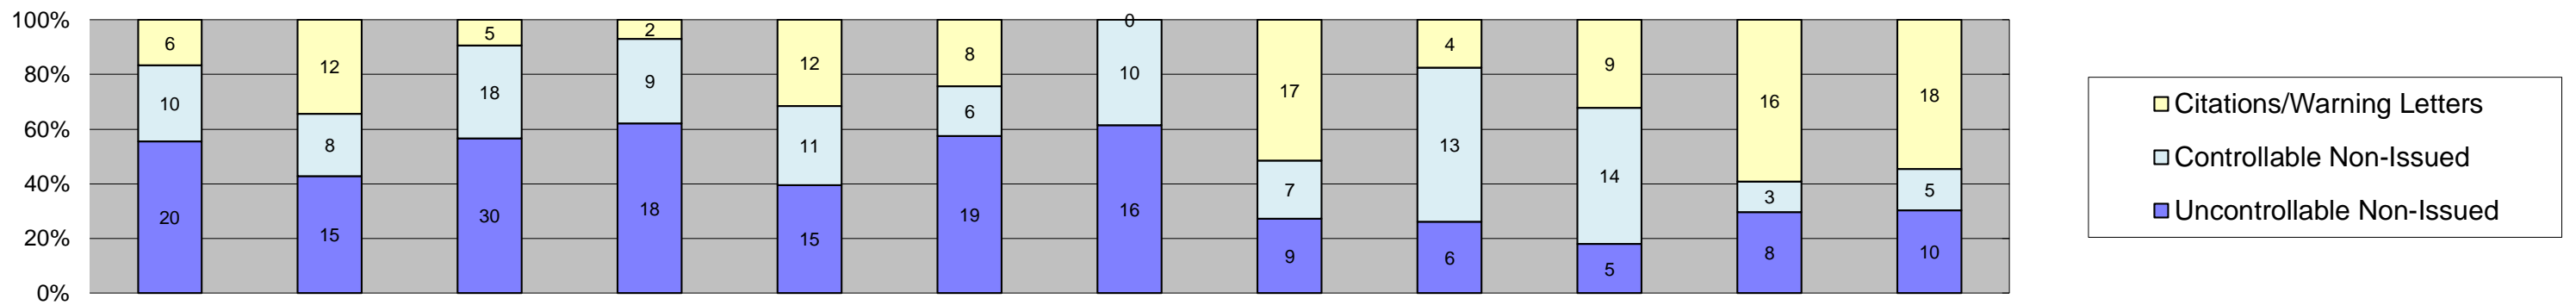 100%
80%
60%
40%
20%
0%
6 12 5 2 12 8 0 17 4 9 16 18
10 8 18 9 11 6 10 7 13 14 3 5
20 15 30 18 15 19 16 9 6 5 8 10
Citations/Warning Letters
Controllable Non-Issued
Uncontrollable Non-Issued